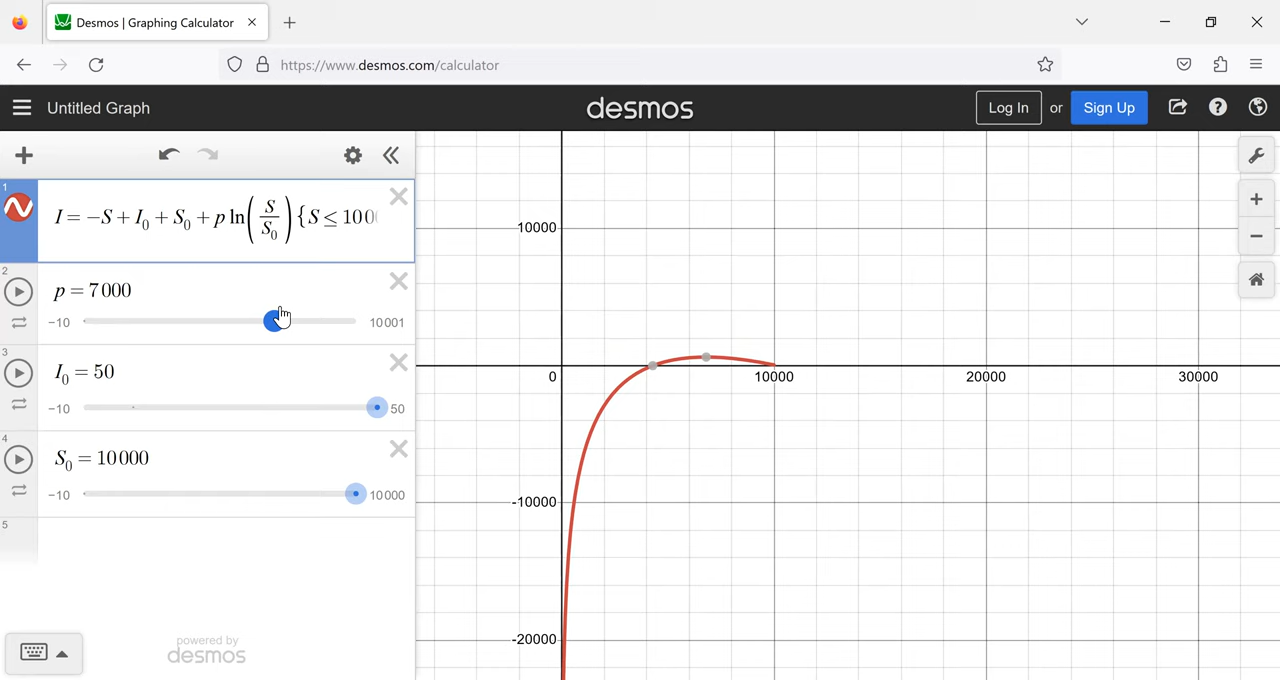 Desmos | Graphing Calculator
https://www.desmos.com/calculator
Untitled Graph
desmos
Log In or Sign Up
1
I = −S + I₀ + S₀ + p ln(S/S₀) {S ≤ 100
2
p = 7000
−10 10001
3
I₀ = 50
−10 50
4
S₀ = 10000
−10 10000
5
powered by
desmos
10000
0 10000 20000 30000
-10000
-20000